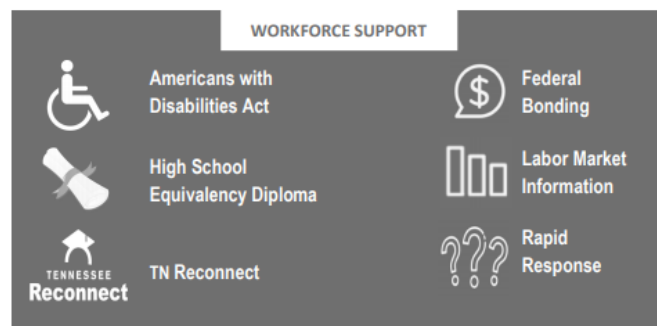 WORKFORCE SUPPORT
Americans with
Disabilities Act
$
Federal
Bonding
High School
Equivalency Diploma
Labor Market
Information
TENNESSEE
Reconnect
TN Reconnect
???
Rapid
Response